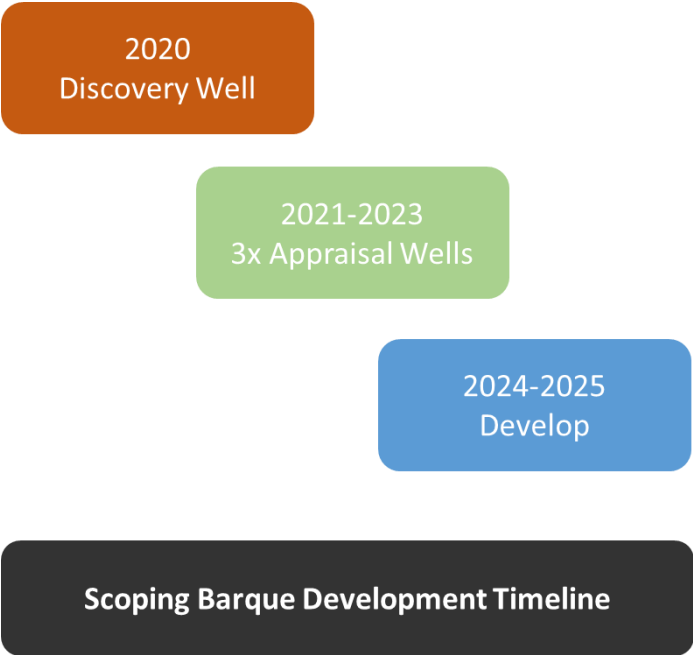 2020
Discovery Well
2021-2023
3x Appraisal Wells
2024-2025
Develop
Scoping Barque Development Timeline